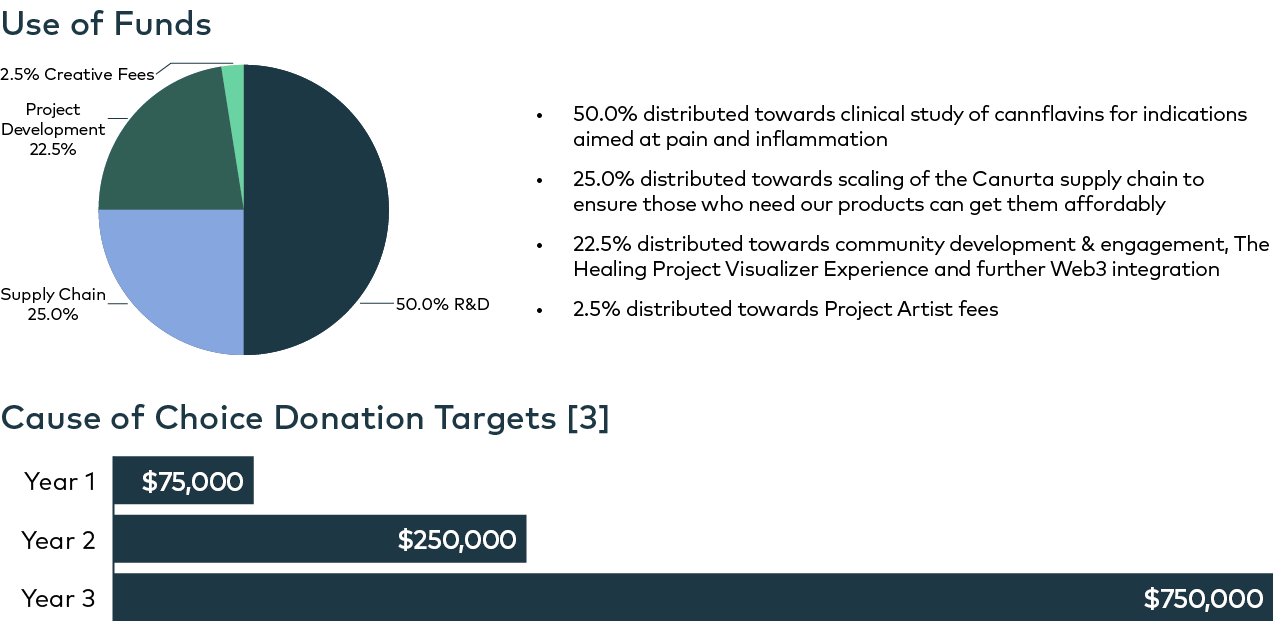 Use of Funds
2.5% Creative Fees
Project
Development
22.5%
Supply Chain
25.0%
50.0% R&D
• 50.0% distributed towards clinical study of cannflavins for indications
aimed at pain and inflammation
• 25.0% distributed towards scaling of the Canurta supply chain to
ensure those who need our products can get them affordably
• 22.5% distributed towards community development & engagement, The
Healing Project Visualizer Experience and further Web3 integration
• 2.5% distributed towards Project Artist fees
Cause of Choice Donation Targets [3]
Year 1 $75,000
Year 2 $250,000
Year 3 $750,000